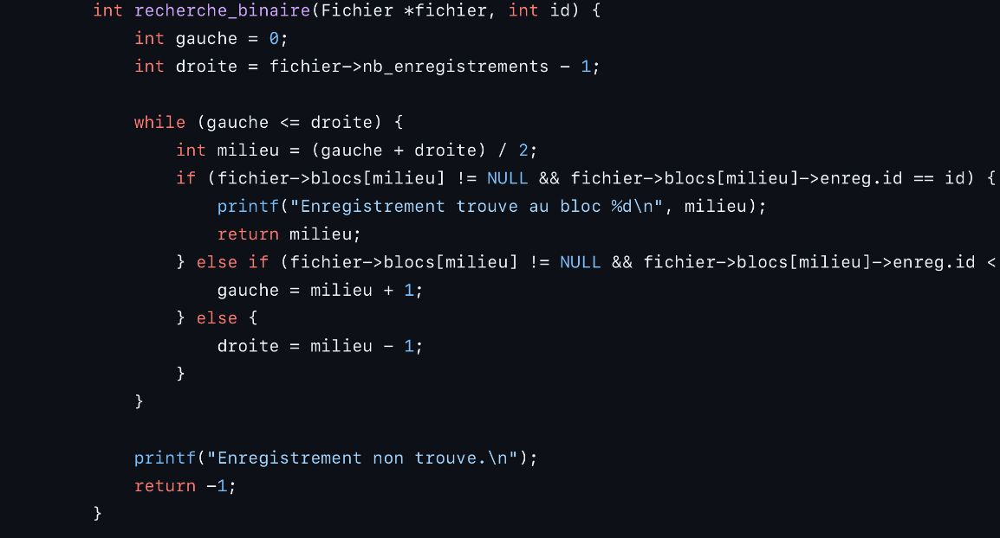 int recherche_binaire(Fichier *fichier, int id) {
int gauche = 0;
int droite = fichier->nb_enregistrements - 1;
while (gauche <= droite) {
int milieu = (gauche + droite) / 2;
if (fichier->blocs[milieu] != NULL && fichier->blocs[milieu]->enreg.id == id) {
printf("Enregistrement trouve au bloc %d\n", milieu);
return milieu;
} else if (fichier->blocs[milieu] != NULL && fichier->blocs[milieu]->enreg.id <
gauche = milieu + 1;
} else {
droite = milieu - 1;
}
}
printf("Enregistrement non trouve.\n");
return -1;
}